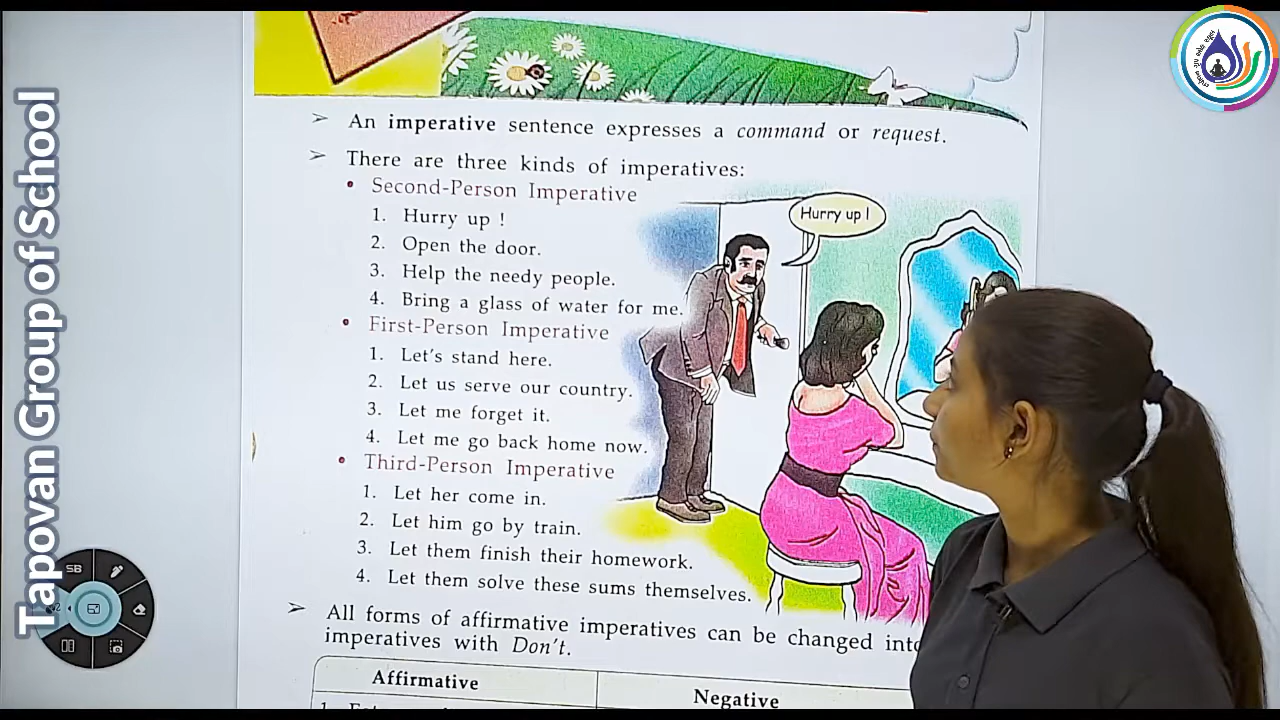 An imperative sentence expresses a command or request.
There are three kinds of imperatives:
Second-Person Imperative
1. Hurry up !
2. Open the door.
3. Help the needy people.
4. Bring a glass of water for me.
First-Person Imperative
1. Let's stand here.
2. Let us serve our country.
3. Let me forget it.
4. Let me go back home now.
Third-Person Imperative
1. Let her come in.
2. Let him go by train.
3. Let them finish their homework.
4. Let them solve these sums themselves.
All forms of affirmative imperatives can be changed into
imperatives with Don't.
Affirmative
Negative
Hurry up !
Tapovan Group of School
SB